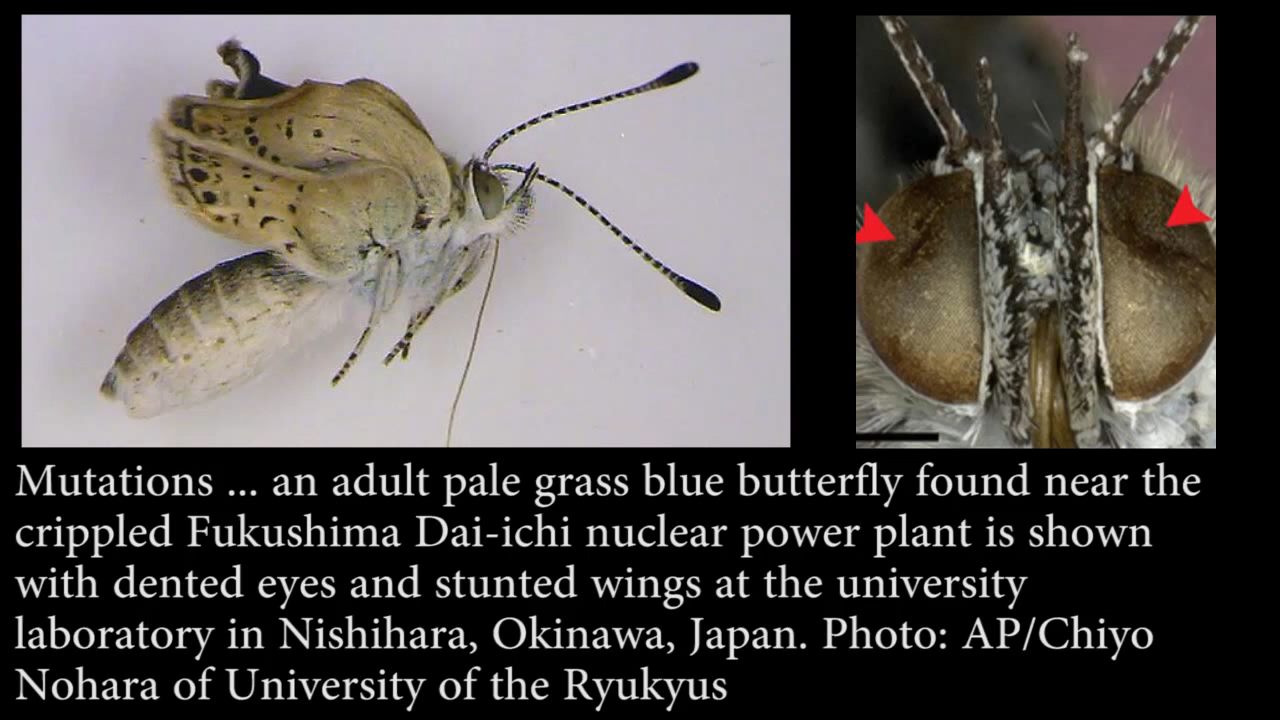 Mutations ... an adult pale grass blue butterfly found near the
crippled Fukushima Dai-ichi nuclear power plant is shown
with dented eyes and stunted wings at the university
laboratory in Nishihara, Okinawa, Japan. Photo: AP/Chiyo
Nohara of University of the Ryukyus